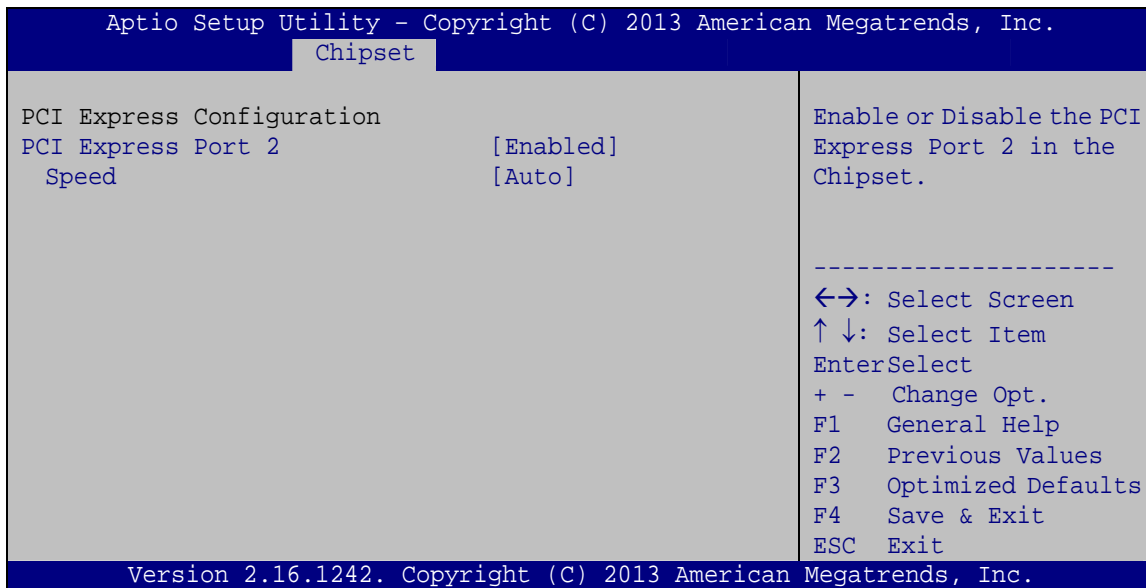 Aptio Setup Utility – Copyright (C) 2013 American Megatrends, Inc.
Chipset
PCI Express Configuration
PCI Express Port 2 [Enabled]
Speed [Auto]
Enable or Disable the PCI
Express Port 2 in the
Chipset.
---------------------
←→: Select Screen
↑ ↓: Select Item
EnterSelect
+ - Change Opt.
F1 General Help
F2 Previous Values
F3 Optimized Defaults
F4 Save & Exit
ESC Exit
Version 2.16.1242. Copyright (C) 2013 American Megatrends, Inc.